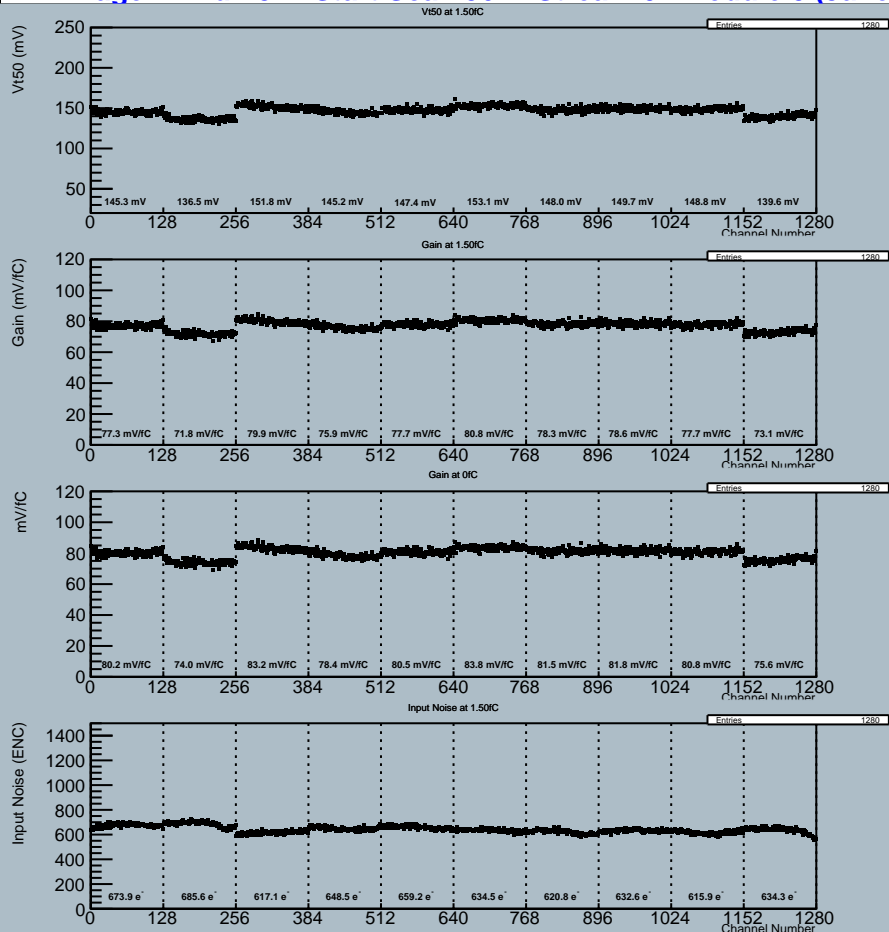 Vt50 at 1.50fC
Entries 1280
Vt50 (mV)
250
200
150
100
50
145.3 mV 136.5 mV 151.8 mV 145.2 mV 147.4 mV 153.1 mV 148.0 mV 149.7 mV 148.8 mV 139.6 mV
0 128 256 384 512 640 768 896 1024 1152 1280
Channel Number
Gain at 1.50fC
Entries 1280
Gain (mV/fC)
120
100
80
60
40
20
0
77.3 mV/fC 71.8 mV/fC 79.9 mV/fC 75.9 mV/fC 77.7 mV/fC 80.8 mV/fC 78.3 mV/fC 78.6 mV/fC 77.7 mV/fC 73.1 mV/fC
0 128 256 384 512 640 768 896 1024 1152 1280
Channel Number
Gain at 0fC
Entries 1280
mV/fC
120
100
80
60
40
20
0
80.2 mV/fC 74.0 mV/fC 83.2 mV/fC 78.4 mV/fC 80.5 mV/fC 83.8 mV/fC 81.5 mV/fC 81.8 mV/fC 80.8 mV/fC 75.6 mV/fC
0 128 256 384 512 640 768 896 1024 1152 1280
Channel Number
Input Noise at 1.50fC
Entries 1280
Input Noise (ENC)
1400
1200
1000
800
600
400
200
0
673.9 e⁻ 685.6 e⁻ 617.1 e⁻ 648.5 e⁻ 659.2 e⁻ 634.5 e⁻ 620.8 e⁻ 632.6 e⁻ 615.9 e⁻ 634.3 e⁻
0 128 256 384 512 640 768 896 1024 1152 1280
Channel Number